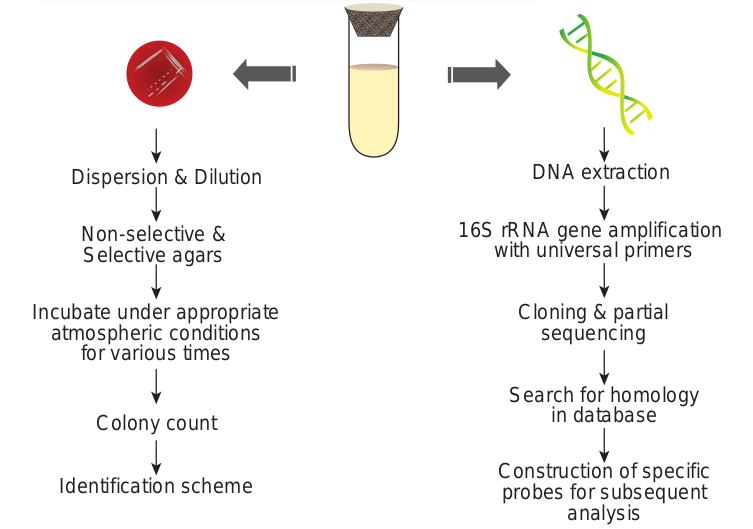 Dispersion & Dilution
Non-selective &
Selective agars
Incubate under appropriate
atmospheric conditions
for various times
Colony count
Identification scheme
DNA extraction
16S rRNA gene amplification
with universal primers
Cloning & partial
sequencing
Search for homology
in database
Construction of specific
probes for subsequent
analysis